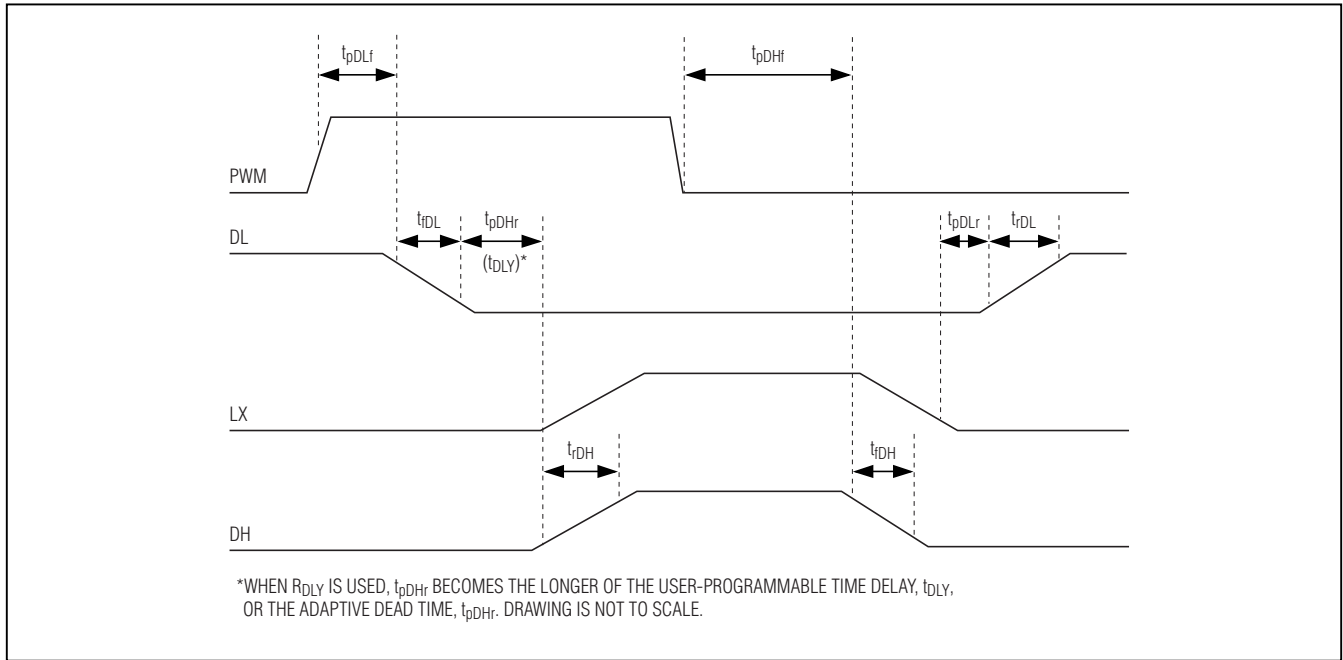 tpDLf
tpDHf
PWM
tfDL
tpDHr
tpDLr
trDL
DL
(tDLY)*
LX
trDH
tfDH
DH
*WHEN RDLY IS USED, tpDHr BECOMES THE LONGER OF THE USER-PROGRAMMABLE TIME DELAY, tDLY,
OR THE ADAPTIVE DEAD TIME, tpDHr. DRAWING IS NOT TO SCALE.